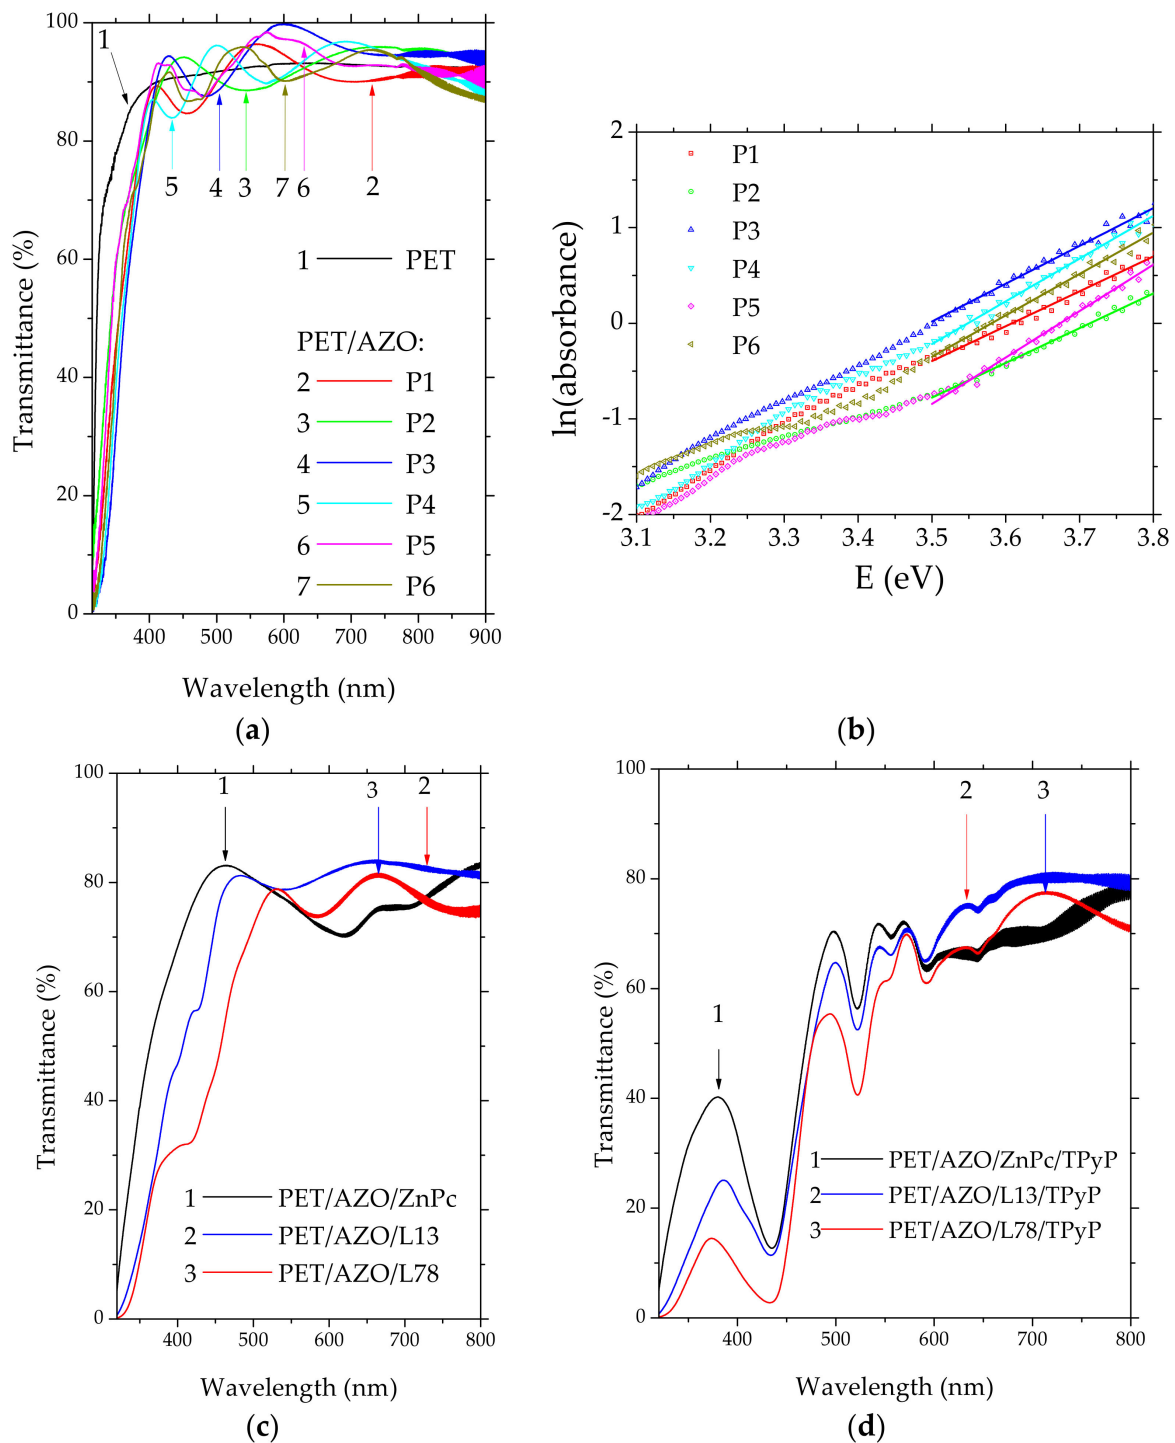 100
80
60
40
20
0
Transmittance (%)
1
5 4 3 7 6 2
1 PET
PET/AZO:
2 P1
3 P2
4 P3
5 P4
6 P5
7 P6
400 500 600 700 800 900
Wavelength (nm)
(a)
2
1
0
-1
-2
ln(absorbance)
P1
P2
P3
P4
P5
P6
3.1 3.2 3.3 3.4 3.5 3.6 3.7 3.8
E (eV)
(b)
100
80
60
40
20
0
Transmittance (%)
1 3 2
1 PET/AZO/ZnPc
2 PET/AZO/L13
3 PET/AZO/L78
400 500 600 700 800
Wavelength (nm)
(c)
100
80
60
40
20
0
Transmittance (%)
2 3
1
1 PET/AZO/ZnPc/TPyP
2 PET/AZO/L13/TPyP
3 PET/AZO/L78/TPyP
400 500 600 700 800
Wavelength (nm)
(d)